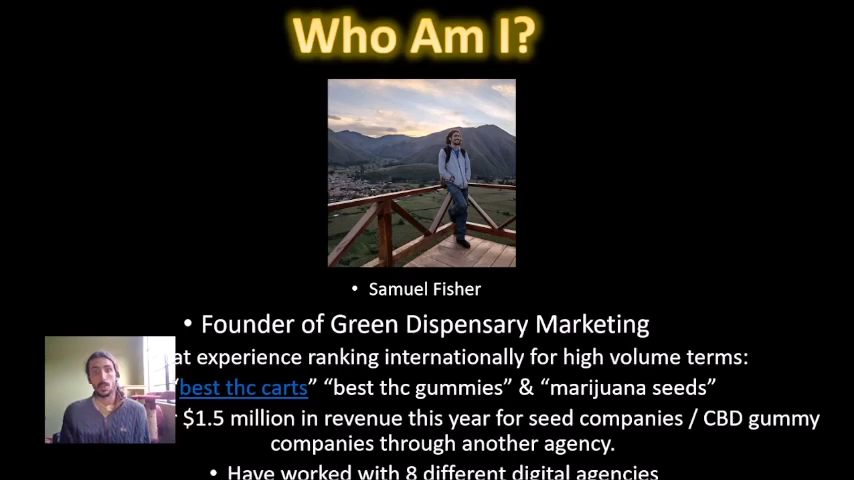 Who Am I?
• Samuel Fisher
• Founder of Green Dispensary Marketing
at experience ranking internationally for high volume terms:
“best thc carts” “best thc gummies” & “marijuana seeds”
$1.5 million in revenue this year for seed companies / CBD gummy
companies through another agency.
• Have worked with 8 different digital agencies